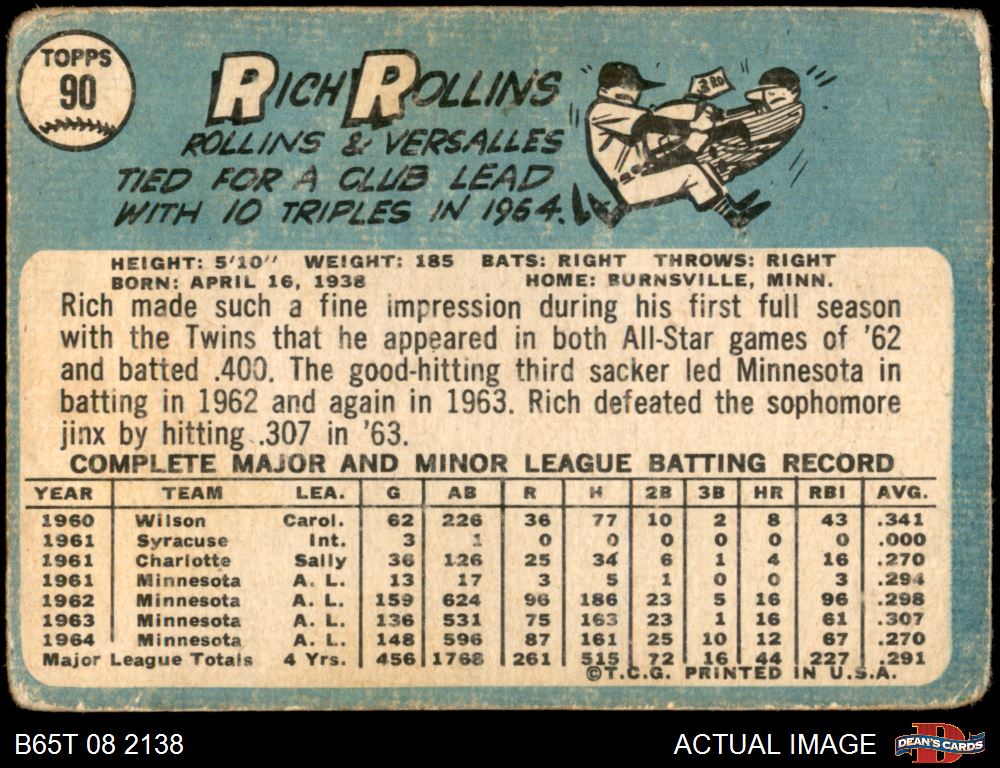 TOPPS
90
RICH ROLLINS
3RD
ROLLINS & VERSALLES
TIED FOR A CLUB LEAD
WITH 10 TRIPLES IN 1964.
HEIGHT: 5'10" WEIGHT: 185 BATS: RIGHT THROWS: RIGHT
BORN: APRIL 16, 1938 HOME: BURNSVILLE, MINN.
Rich made such a fine impression during his first full season
with the Twins that he appeared in both All-Star games of '62
and batted .400. The good-hitting third sacker led Minnesota in
batting in 1962 and again in 1963. Rich defeated the sophomore
jinx by hitting .307 in '63.
COMPLETE MAJOR AND MINOR LEAGUE BATTING RECORD
YEAR TEAM LEA. G AB R H 2B 3B HR RBI AVG.
1960 Wilson Carol. 62 226 36 77 10 2 8 43 .341
1961 Syracuse Int. 3 1 0 0 0 0 0 0 .000
1961 Charlotte Sally 36 126 25 34 6 1 4 16 .270
1961 Minnesota A. L. 13 17 3 5 1 0 0 3 .294
1962 Minnesota A. L. 159 624 96 186 23 5 16 96 .298
1963 Minnesota A. L. 136 531 75 163 23 1 16 61 .307
1964 Minnesota A. L. 148 596 87 161 25 10 12 67 .270
Major League Totals 4 Yrs. 456 1768 261 515 72 16 44 227 .291
©T.C.G. PRINTED IN U.S.A.
B65T 08 2138 ACTUAL IMAGE
D
DEAN'S CARDS